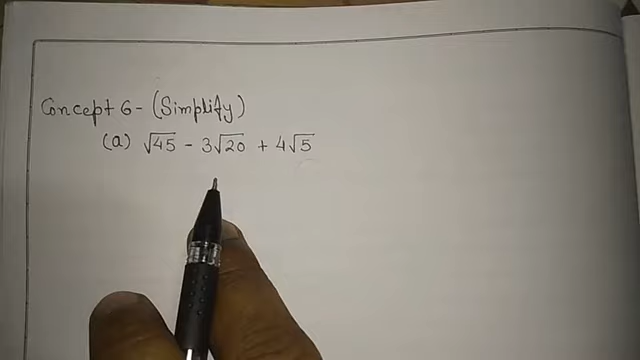 Concept 6 - (Simplify)
(a) √45 - 3√20 + 4√5